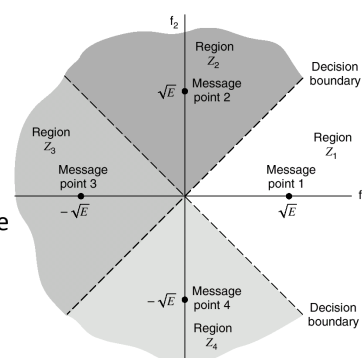 f₂
Region
Z₂
Decision
boundary
Message
point 2
√E
Region
Z₃
Region
Z₁
Message
point 3
Message
point 1
f
− √E
√E
e
− √E
Message
point 4
Region
Z₄
Decision
boundary